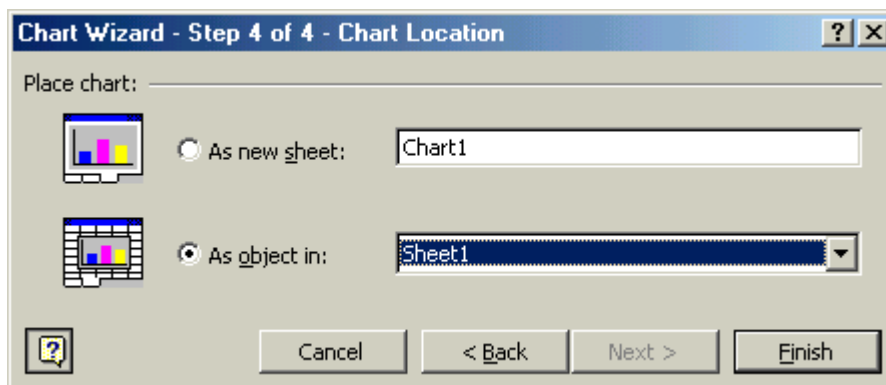 Chart Wizard - Step 4 of 4 - Chart Location
Place chart:
As new sheet: Chart1
As object in: Sheet1
Cancel < Back Next > Finish